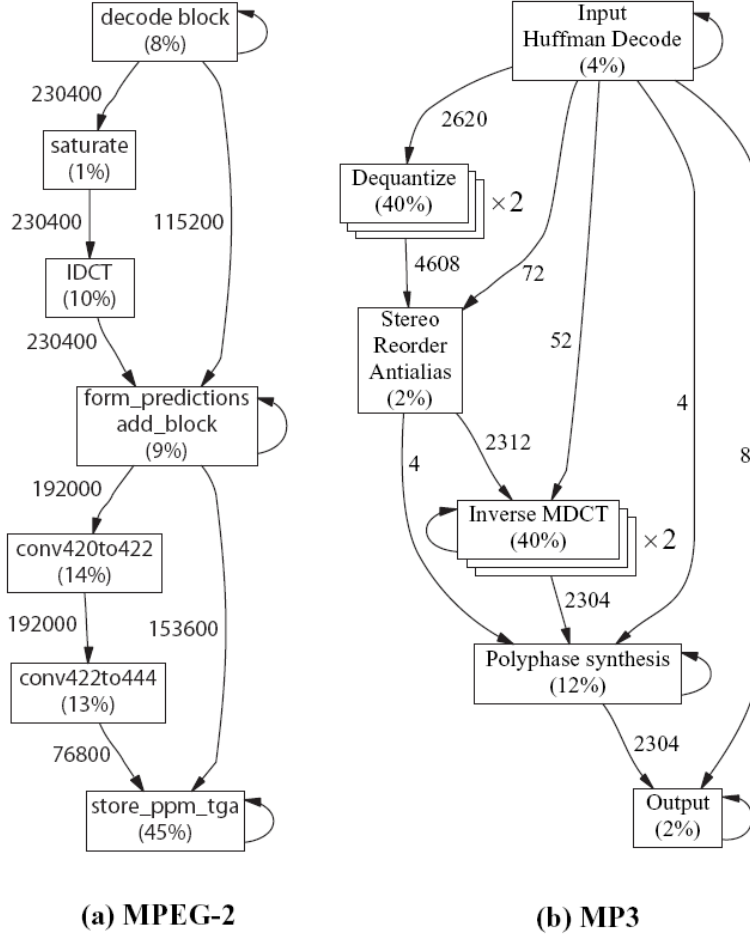 decode block
(8%)
230400
saturate
(1%)
230400
115200
IDCT
(10%)
230400
form_predictions
add_block
(9%)
192000
conv420to422
(14%)
192000
153600
conv422to444
(13%)
76800
store_ppm_tga
(45%)
(a) MPEG-2
Input
Huffman Decode
(4%)
2620
Dequantize
(40%)
×2
4608
72
Stereo
Reorder
Antialias
(2%)
52
4
8
2312
4
Inverse MDCT
(40%)
×2
2304
Polyphase synthesis
(12%)
2304
Output
(2%)
(b) MP3